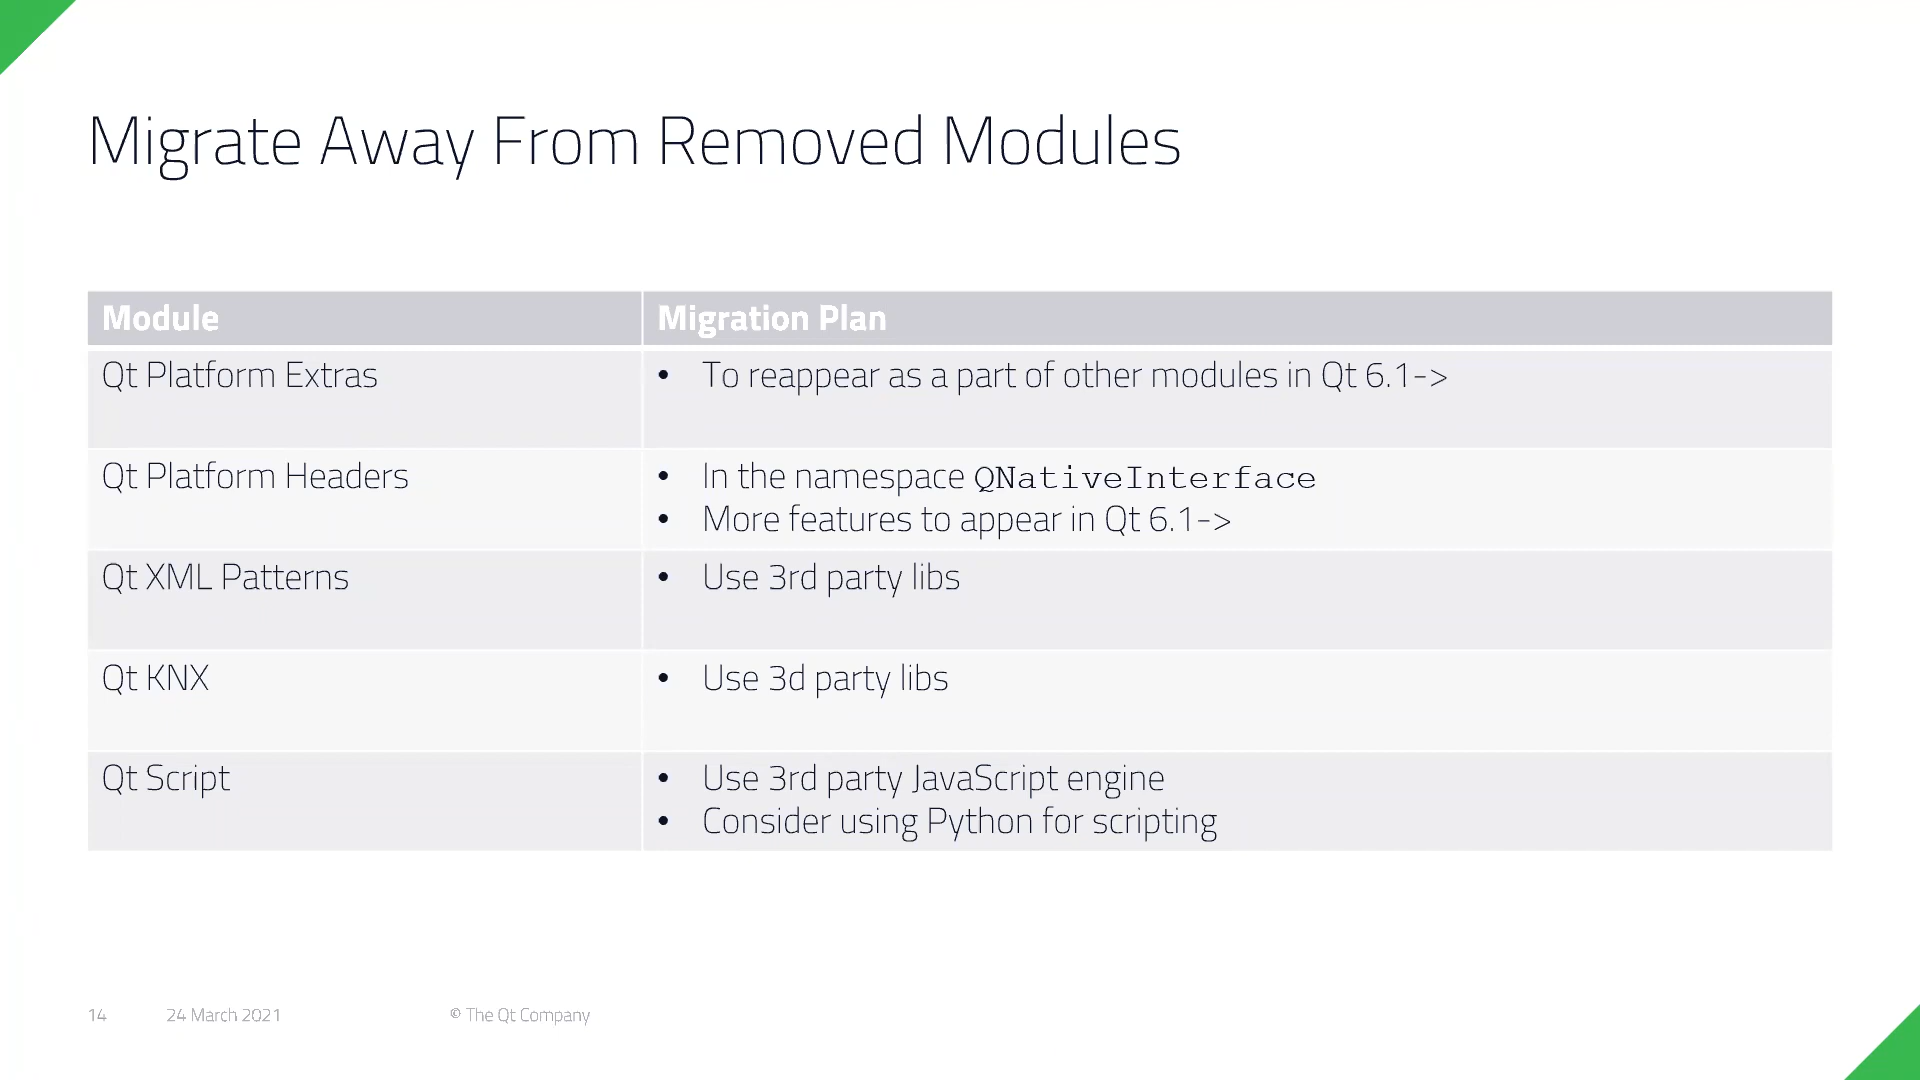 Migrate Away From Removed Modules
Module
Migration Plan
Qt Platform Extras
• To reappear as a part of other modules in Qt 6.1->
Qt Platform Headers
• In the namespace QNativeInterface
• More features to appear in Qt 6.1->
Qt XML Patterns
• Use 3rd party libs
Qt KNX
• Use 3d party libs
Qt Script
• Use 3rd party JavaScript engine
• Consider using Python for scripting
14
24 March 2021
© The Qt Company